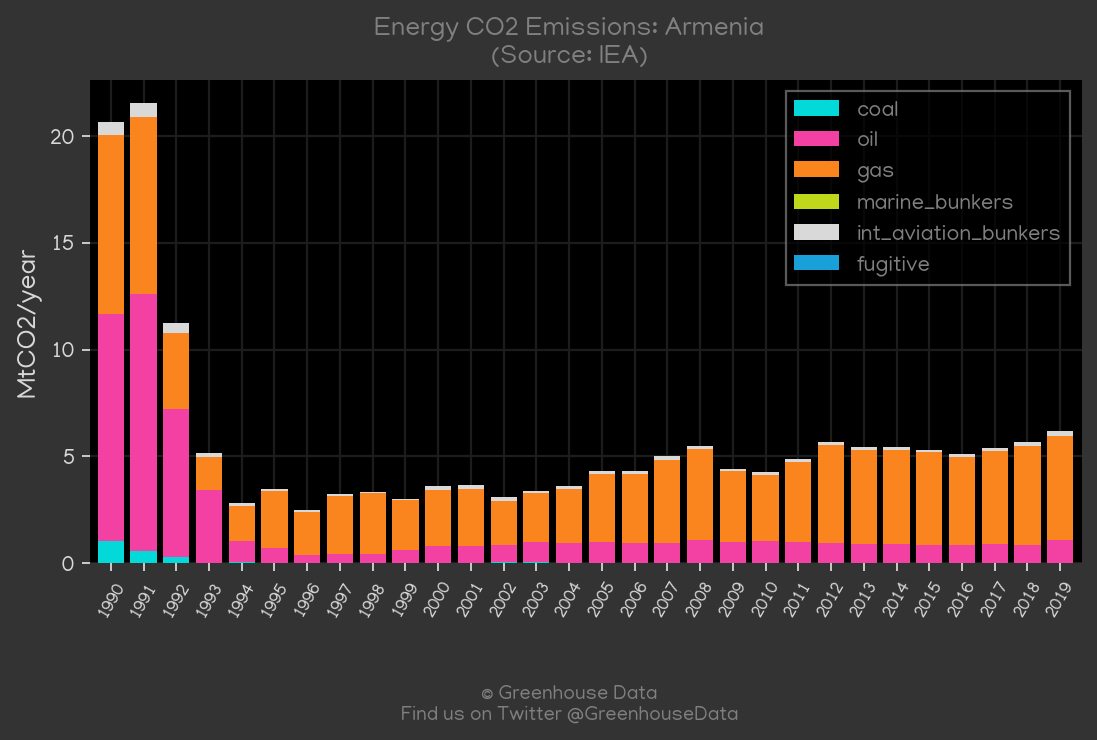 Energy CO2 Emissions: Armenia
(Source: IEA)
MtCO2/year
20
15
10
5
0
coal
oil
gas
marine_bunkers
int_aviation_bunkers
fugitive
1990 1991 1992 1993 1994 1995 1996 1997 1998 1999 2000 2001 2002 2003 2004 2005 2006 2007 2008 2009 2010 2011 2012 2013 2014 2015 2016 2017 2018 2019
© Greenhouse Data
Find us on Twitter @GreenhouseData